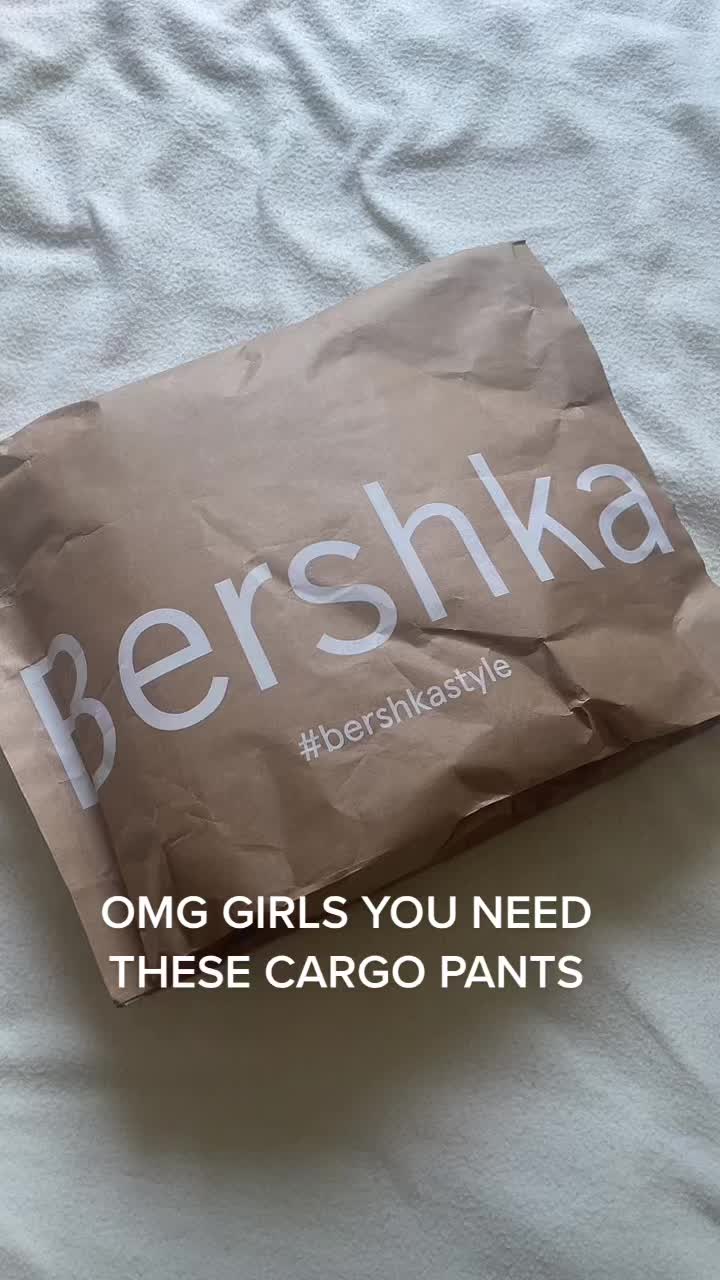 Bershka
#bershkastyle
OMG GIRLS YOU NEED
THESE CARGO PANTS